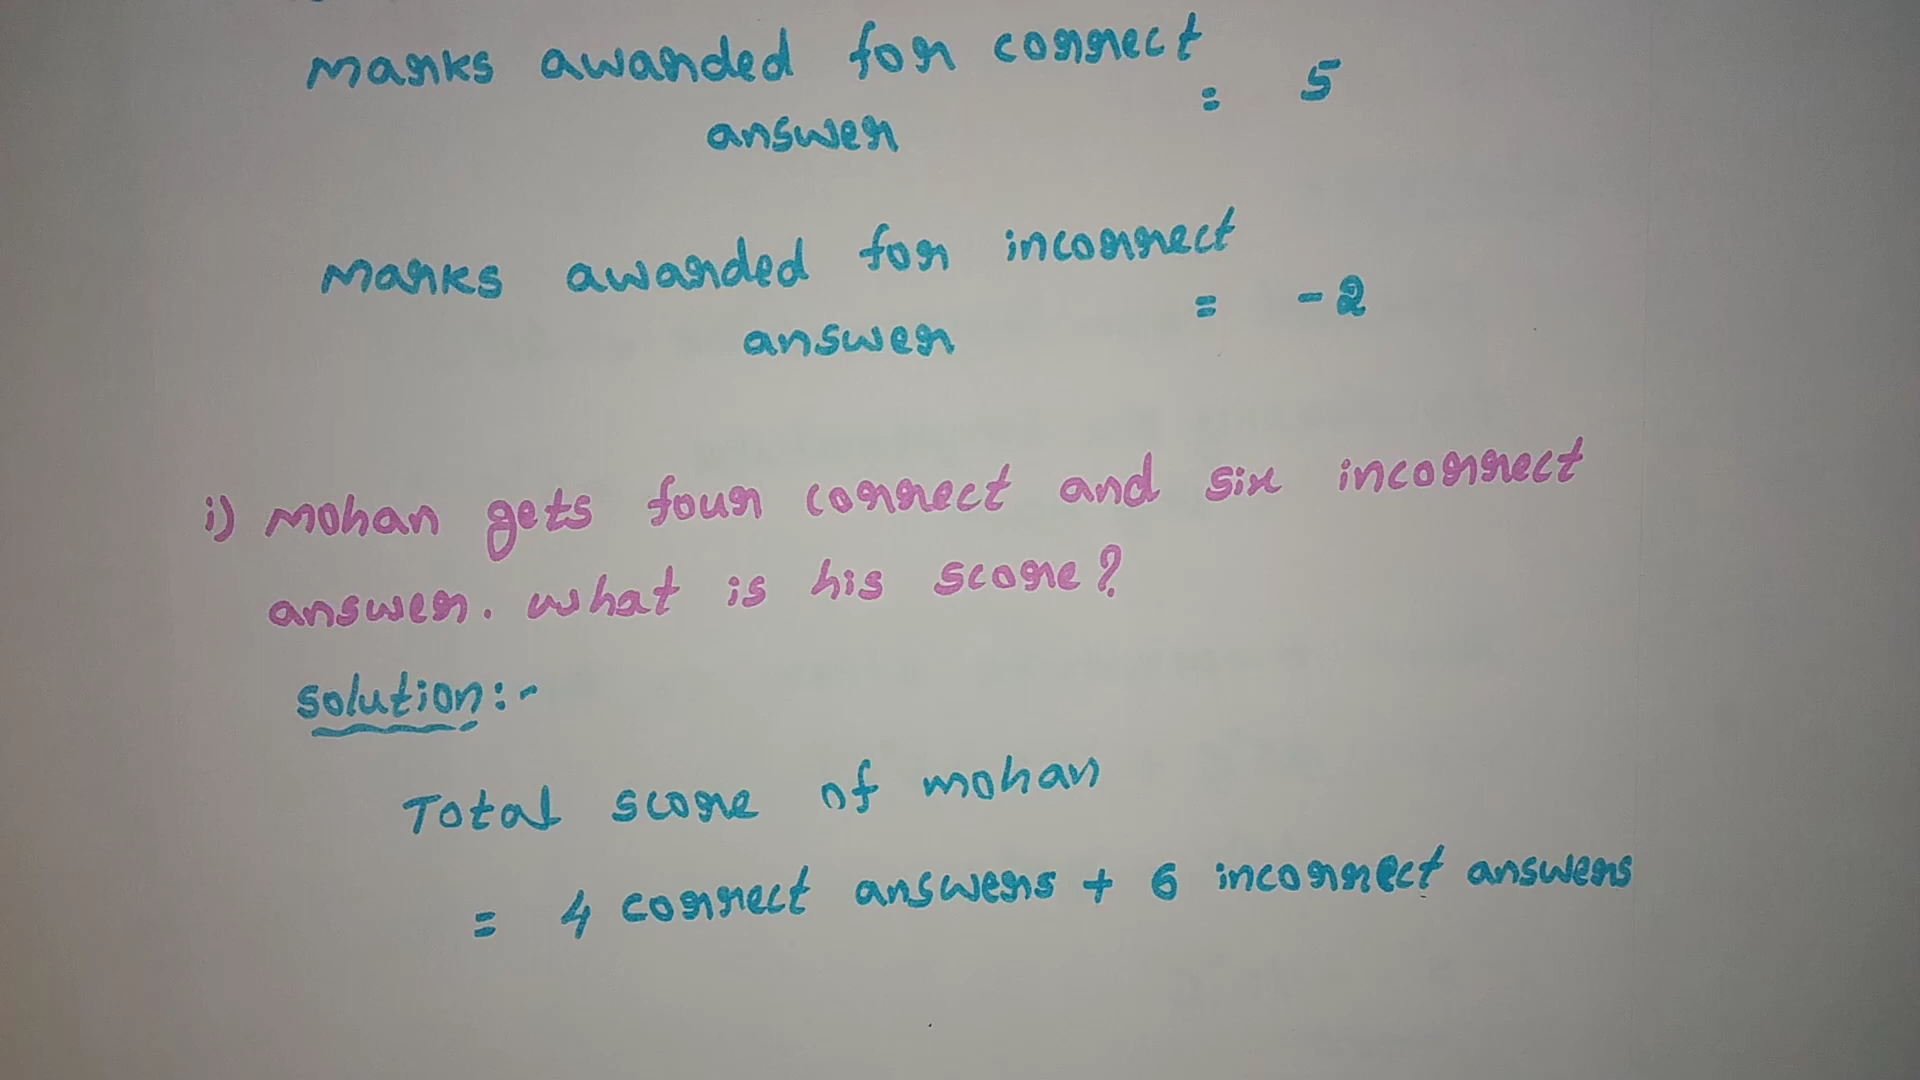 Marks awarded for correct
= 5
answer
Marks awarded for incorrect
= -2
answer
i) Mohan gets four correct and six incorrect
answer. What is his score?
Solution:-
Total score of mohan
= 4 correct answers + 6 incorrect answers